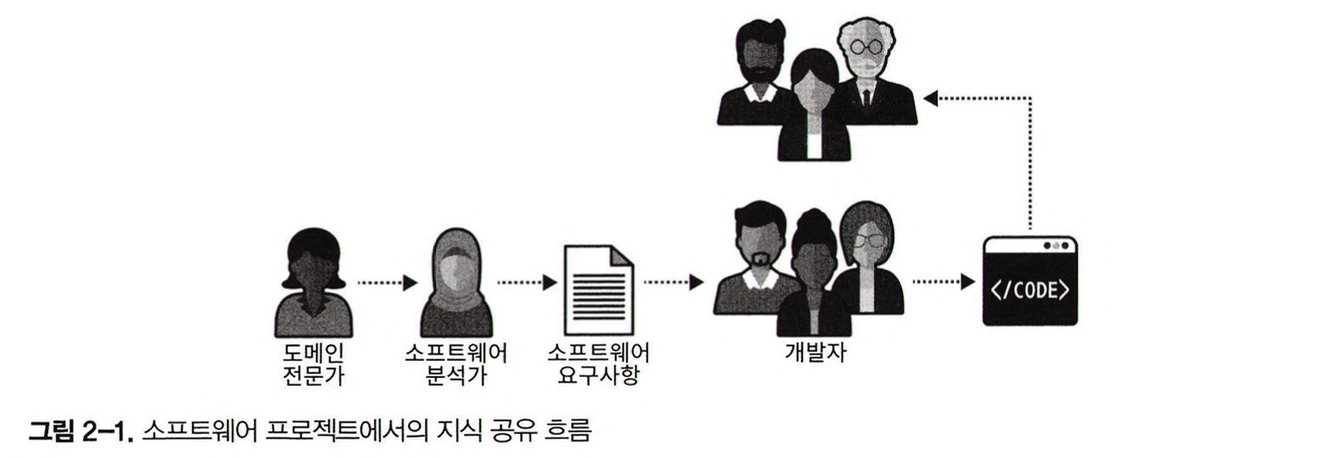 </CODE>
도메인
전문가
소프트웨어
분석가
소프트웨어
요구사항
개발자
그림 2-1. 소프트웨어 프로젝트에서의 지식 공유 흐름